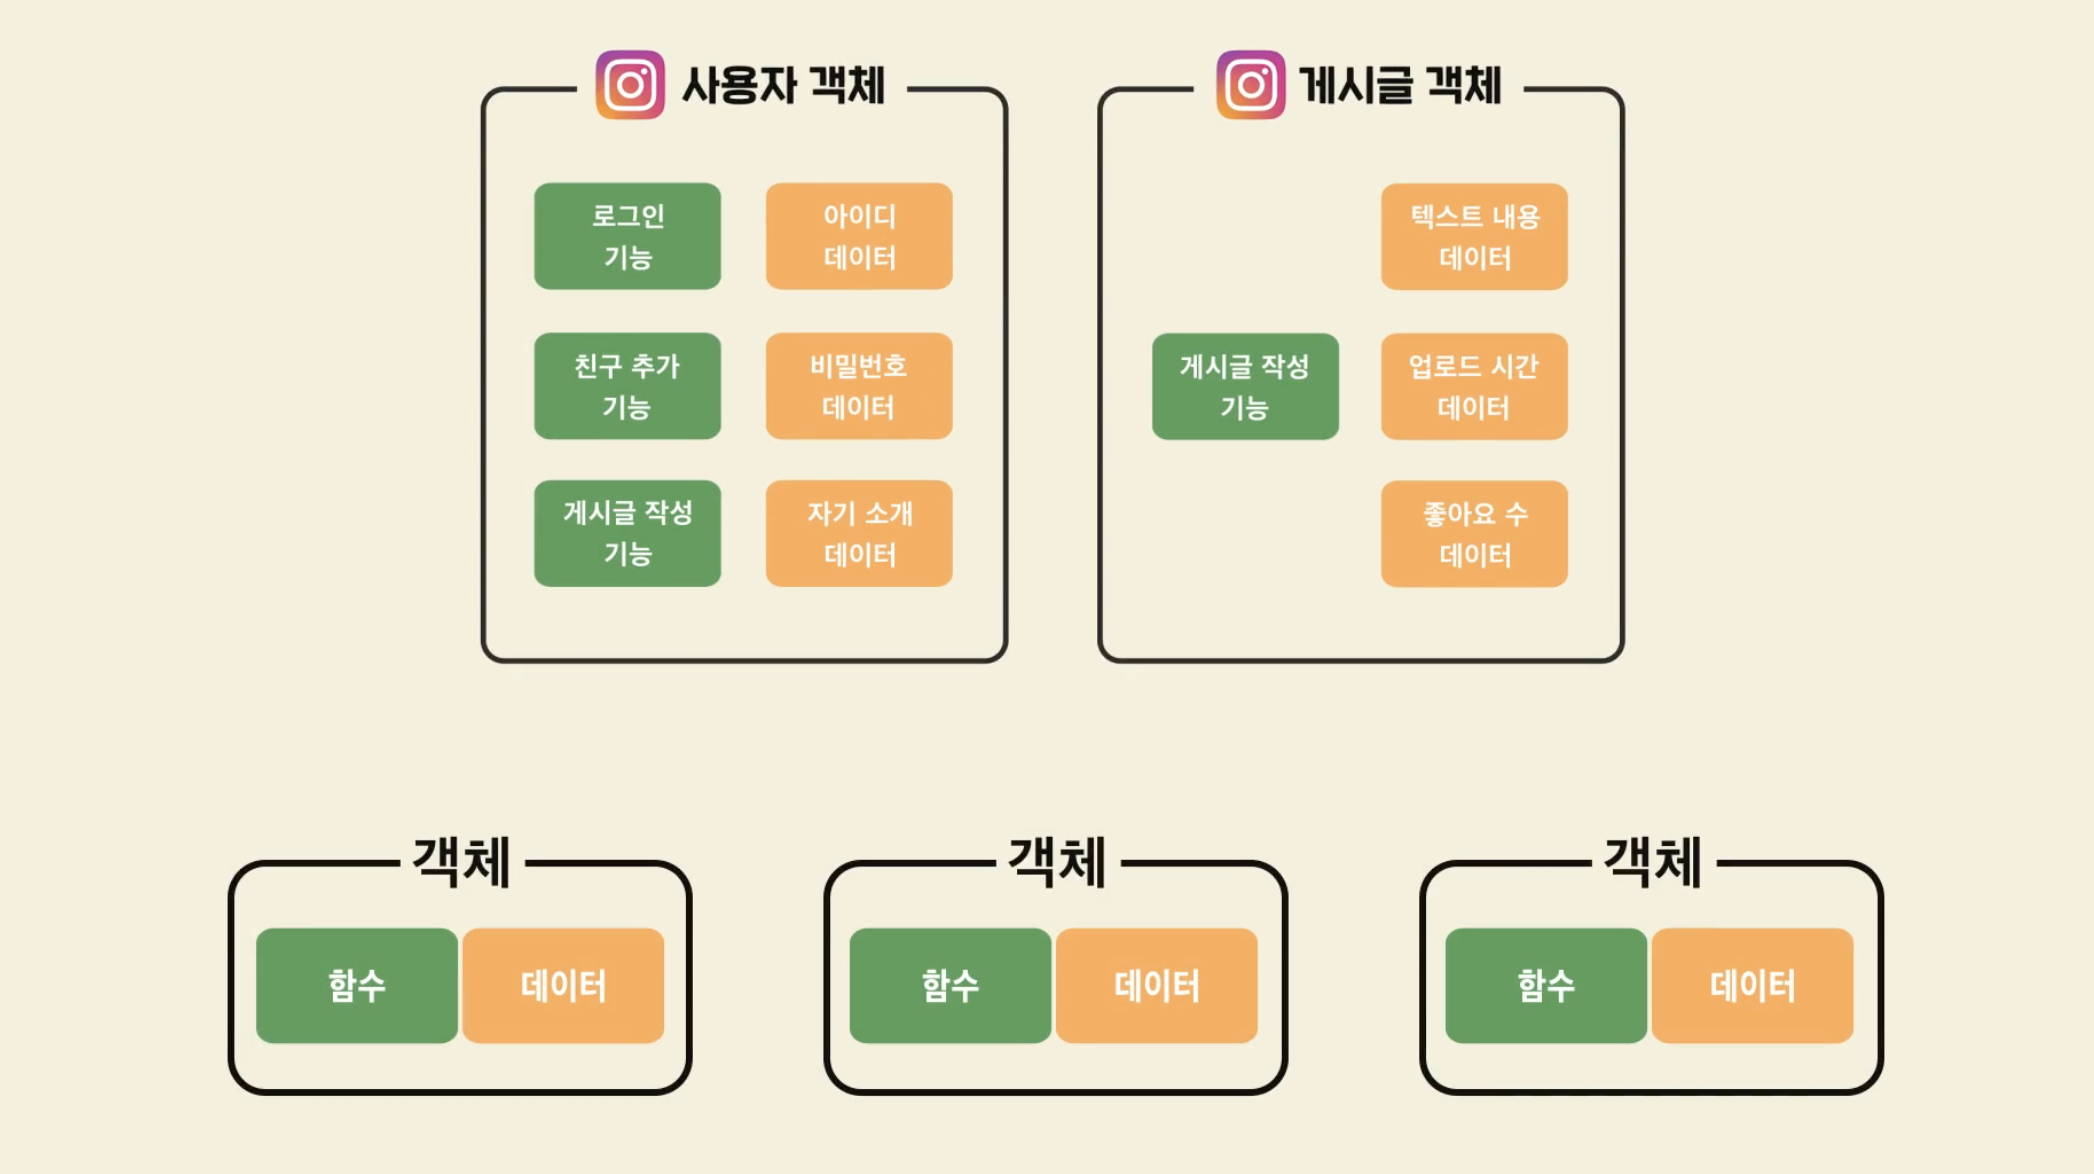 사용자 객체
로그인
기능
아이디
데이터
친구 추가
기능
비밀번호
데이터
게시글 작성
기능
자기 소개
데이터
게시글 객체
텍스트 내용
데이터
게시글 작성
기능
업로드 시간
데이터
좋아요 수
데이터
객체
함수
데이터
객체
함수
데이터
객체
함수
데이터